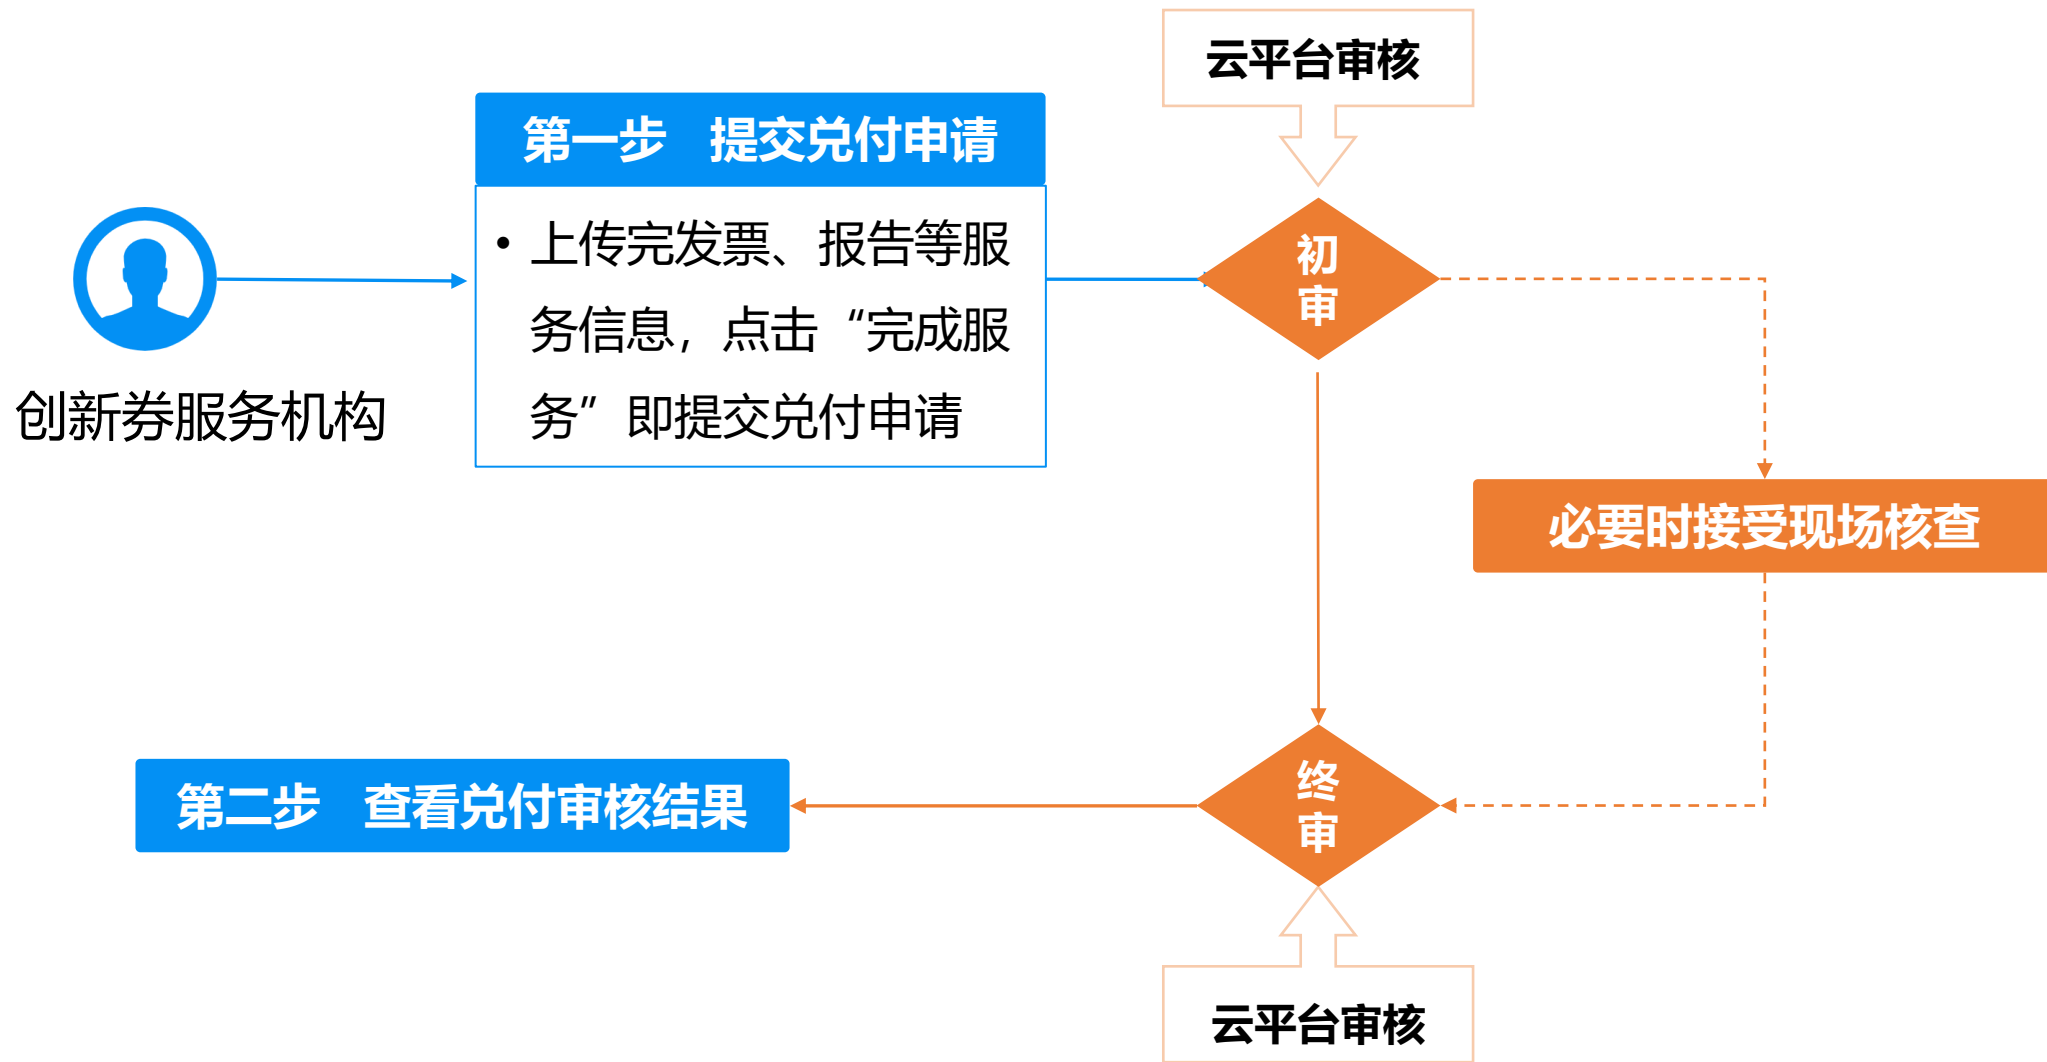 云平台审核
第一步 提交兑付申请
• 上传完发票、报告等服
务信息，点击“完成服
务”即提交兑付申请
创新券服务机构
初
审
必要时接受现场核查
终
审
第二步 查看兑付审核结果
云平台审核